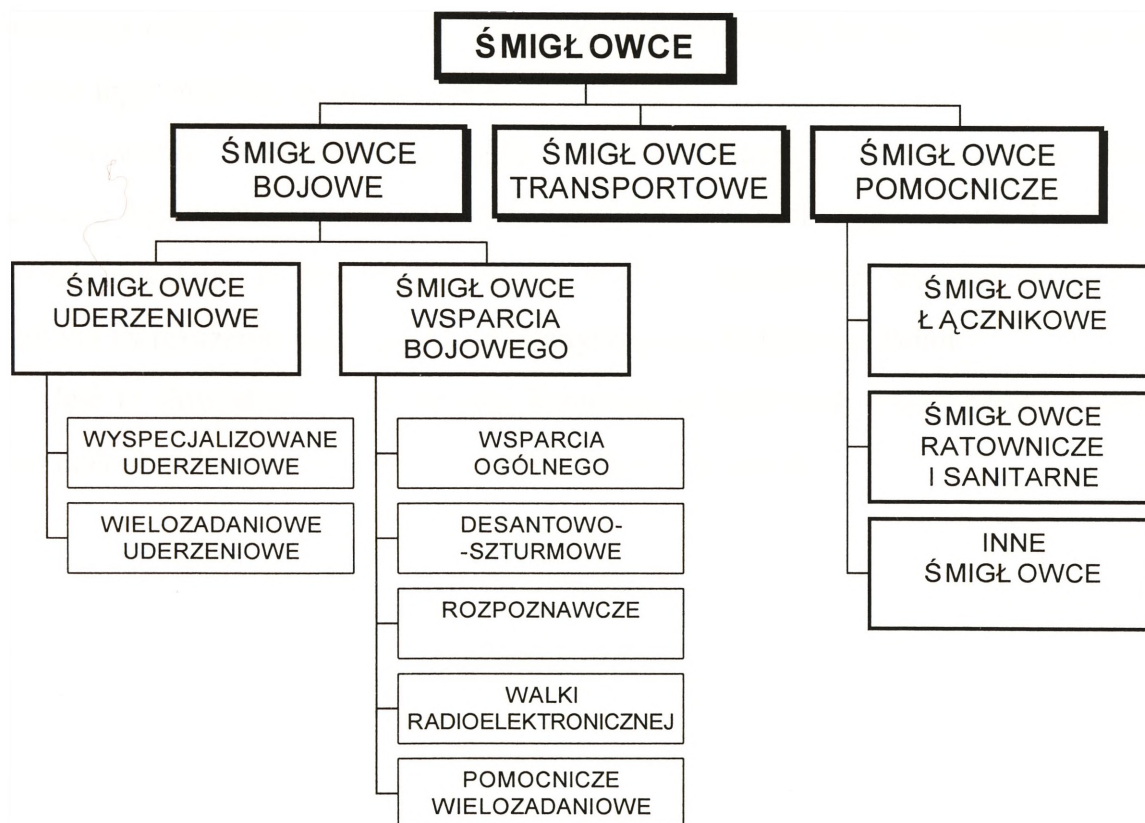 ŚMIGŁOWCE
ŚMIGŁOWCE
BOJOWE
ŚMIGŁOWCE
TRANSPORTOWE
ŚMIGŁOWCE
POMOCNICZE
ŚMIGŁOWCE
UDERZENIOWE
WYSPECJALIZOWANE
UDERZENIOWE
WIELOZADANIOWE
UDERZENIOWE
ŚMIGŁOWCE
WSPARCIA
BOJOWEGO
WSPARCIA
OGÓLNEGO
DESANTOWO-
-SZTURMOWE
ROZPOZNAWCZE
WALKI
RADIOELEKTRONICZNEJ
POMOCNICZE
WIELOZADANIOWE
ŚMIGŁOWCE
ŁĄCZNIKOWE
ŚMIGŁOWCE
RATOWNICZE
I SANITARNE
INNE
ŚMIGŁOWCE